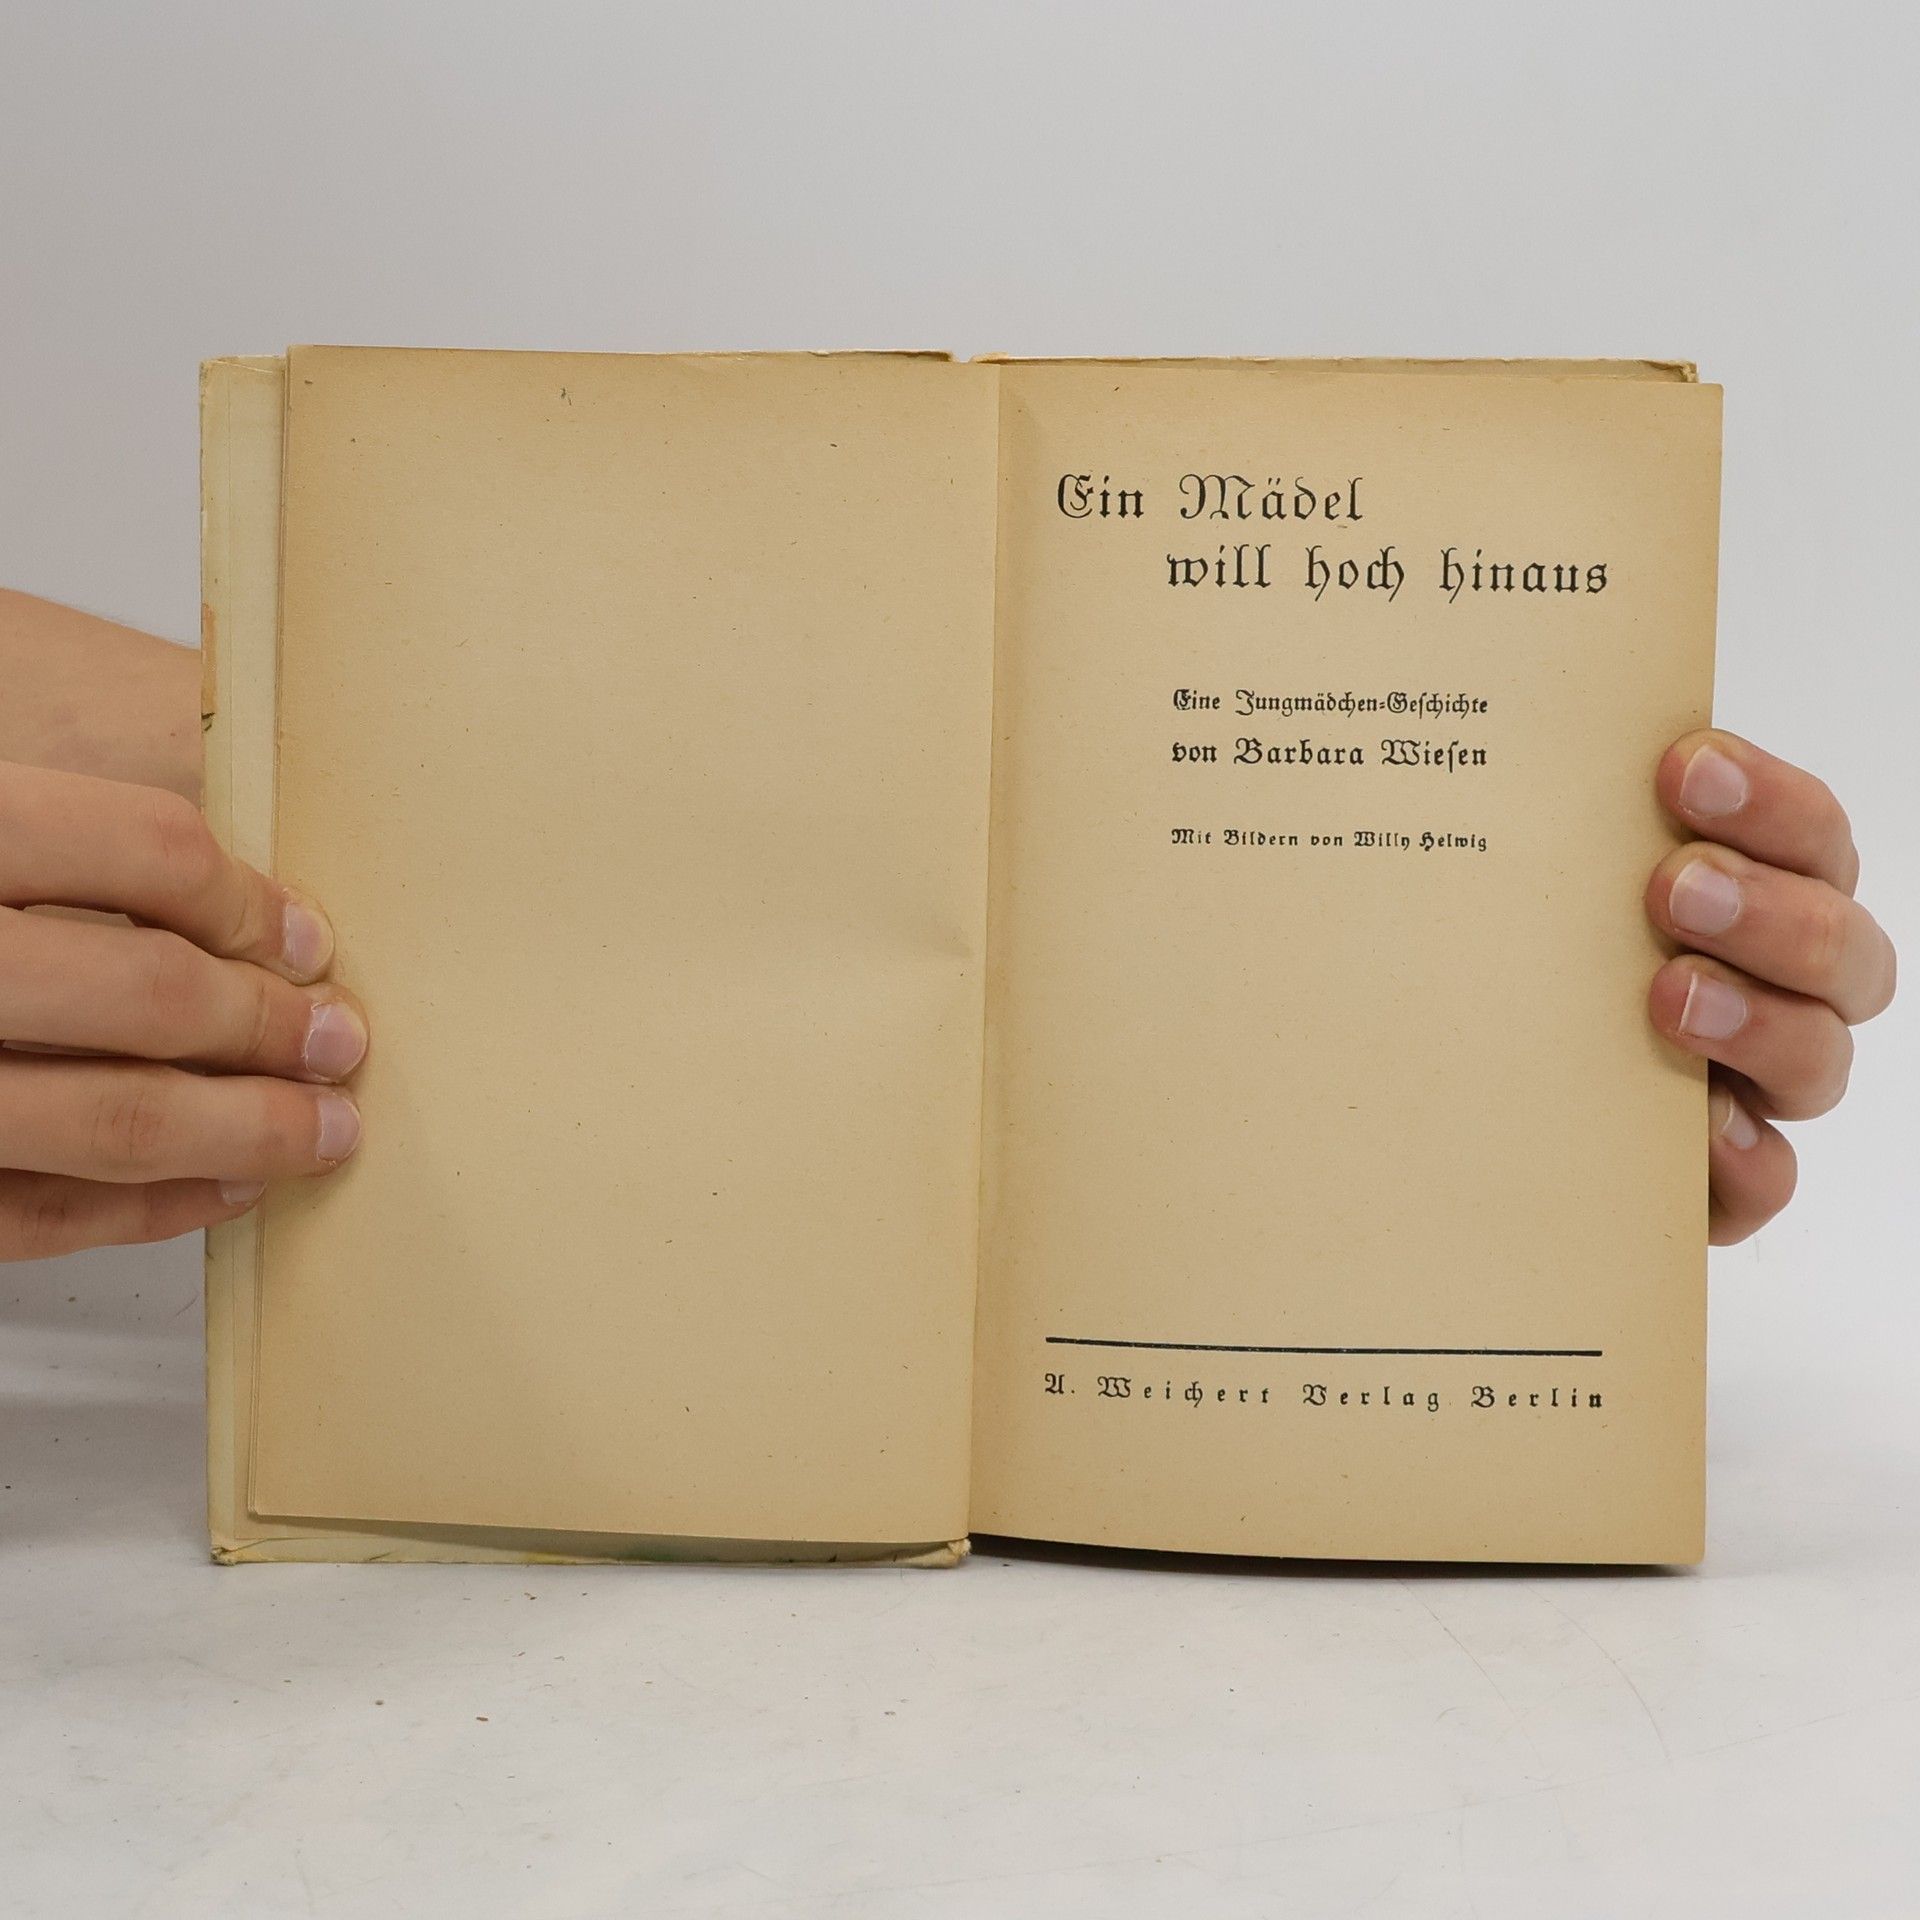 Ein Mädel
will hoch hinaus
Eine Jungmädchen=Geſchichte
von Barbara Wieſen
Mit Bildern von Willy Helwig
A. Weichert Verlag Berlin